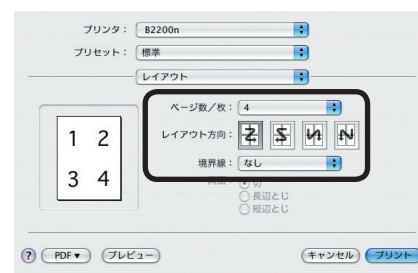 プリンタ： B2200n
プリセット： 標準
レイアウト
ページ数／枚： 4
レイアウト方向：
境界線： なし
両面： 切
長辺とじ
短辺とじ
1 2
3 4
? PDF▼ プレビュー キャンセル プリント